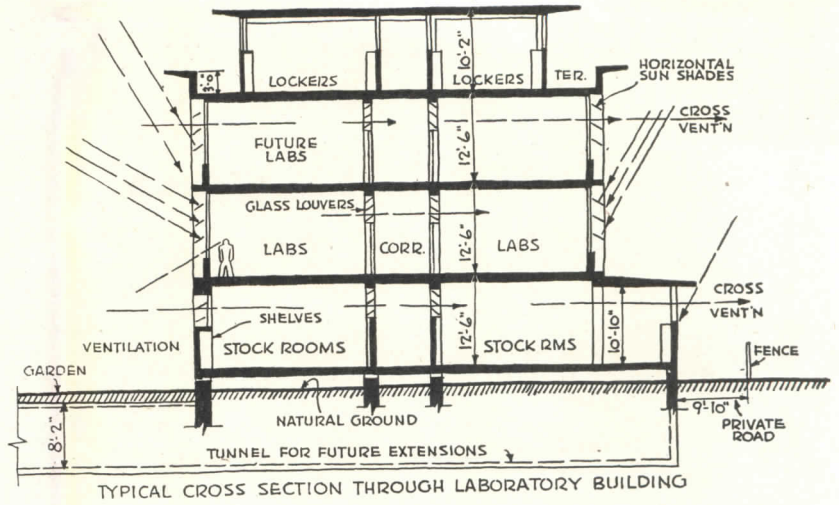 10'-2"
3'-0"
LOCKERS
LOCKERS
TER.
HORIZONTAL
SUN SHADES
CROSS
VENT'N
FUTURE
LABS
12'-6"
GLASS LOUVERS
LABS
CORR.
12'-6"
LABS
CROSS
VENT'N
SHELVES
VENTILATION
STOCK ROOMS
12'-6"
STOCK RMS
10'-10"
FENCE
GARDEN
NATURAL GROUND
9'-10"
PRIVATE
ROAD
8'-2"
TUNNEL FOR FUTURE EXTENSIONS
TYPICAL CROSS SECTION THROUGH LABORATORY BUILDING